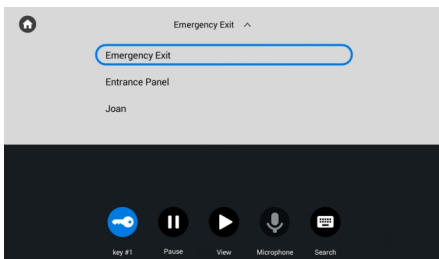 Emergency Exit
Emergency Exit
Entrance Panel
Joan
key #1 Pause View Microphone Search